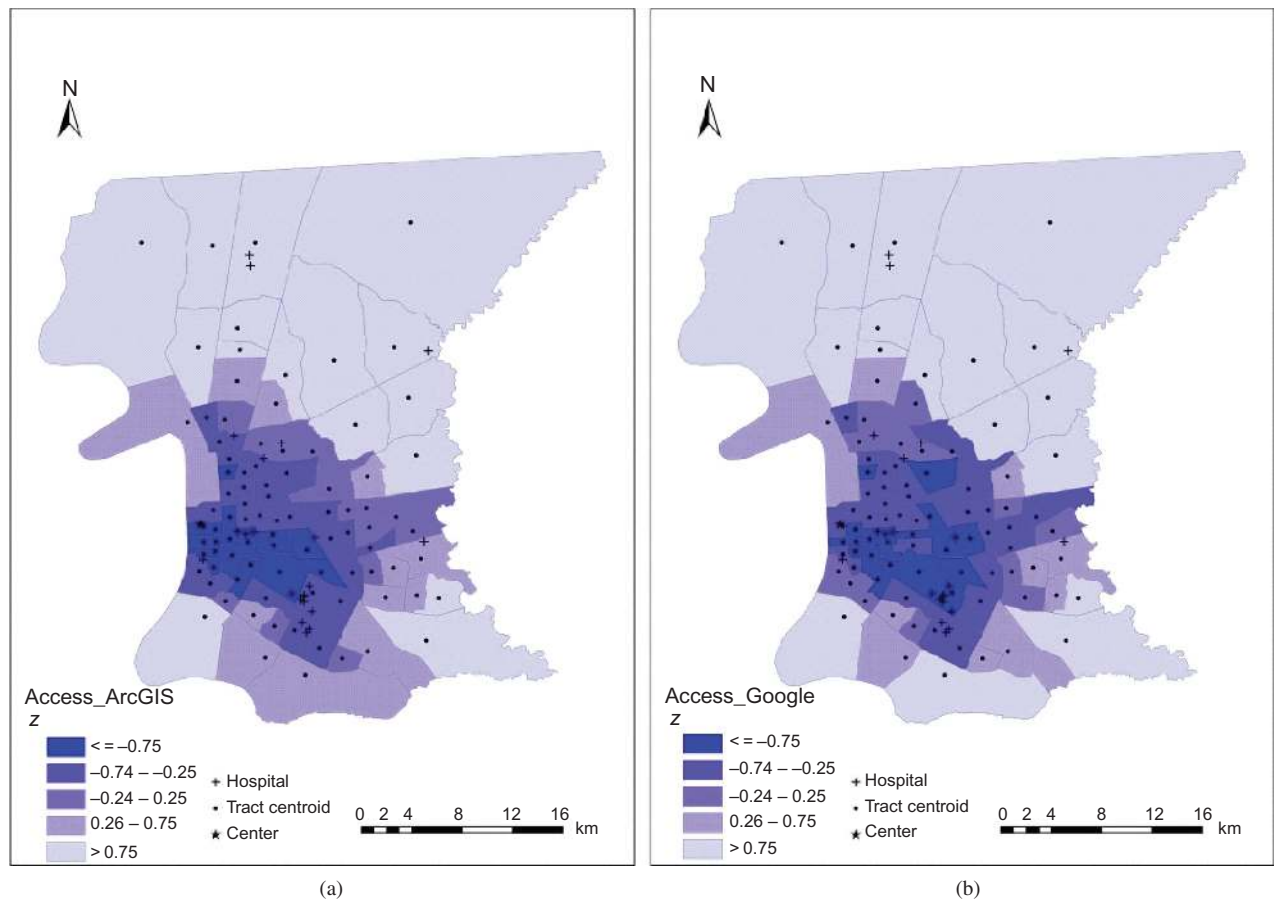 N
Access_ArcGIS
z
< = –0.75
–0.74 – –0.25
–0.24 – 0.25
0.26 – 0.75
> 0.75
Hospital
Tract centroid
Center
0 2 4 8 12 16
km
(a)
N
Access_Google
z
< = –0.75
–0.74 – –0.25
–0.24 – 0.25
0.26 – 0.75
> 0.75
Hospital
Tract centroid
Center
0 2 4 8 12 16
km
(b)